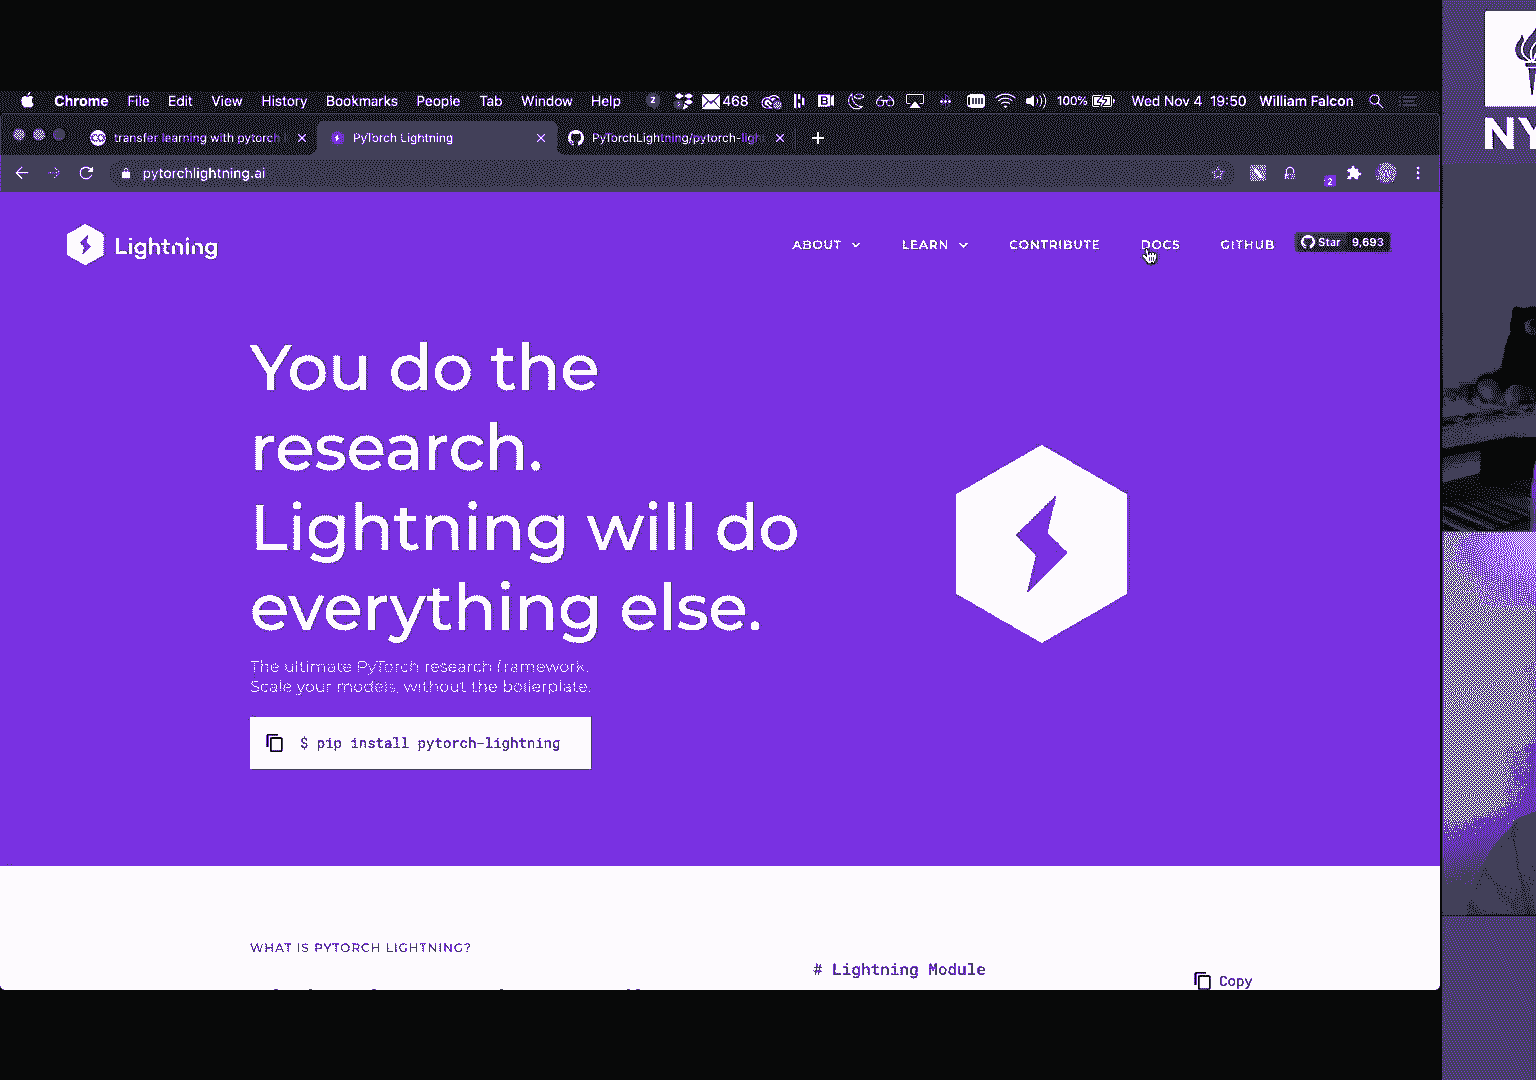 Chrome File Edit View History Bookmarks People Tab Window Help Z 468 100% Wed Nov 4 19:50 William Falcon
transfer learning with pytorch
PyTorch Lightning
PyTorchLightning/pytorch-light
pytorchlightning.ai
2
Lightning
ABOUT LEARN CONTRIBUTE DOCS GITHUB Star 9,693
You do the
research.
Lightning will do
everything else.
The ultimate PyTorch research framework.
Scale your models, without the boilerplate.
$ pip install pytorch-lightning
WHAT IS PYTORCH LIGHTNING?
# Lightning Module
Copy
NY